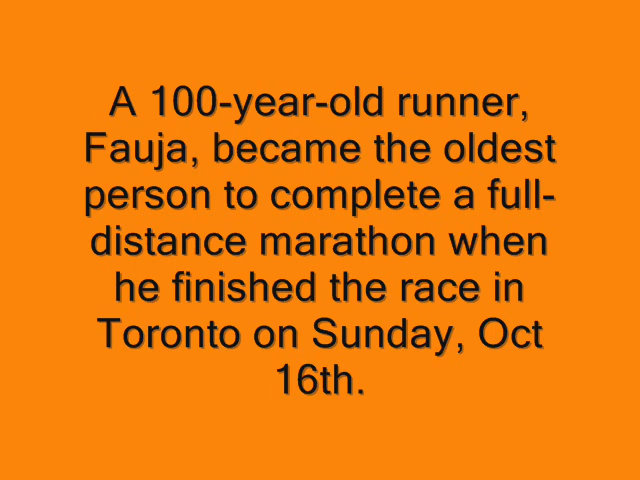 A 100-year-old runner,
Fauja, became the oldest
person to complete a full-
distance marathon when
he finished the race in
Toronto on Sunday, Oct
16th.